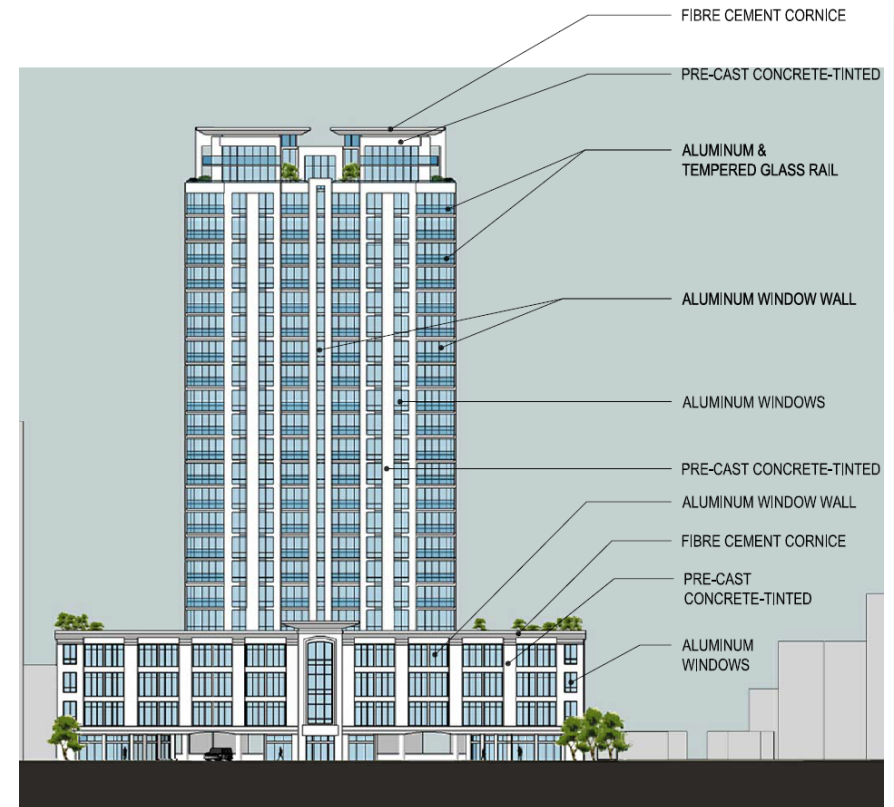 FIBRE CEMENT CORNICE
PRE-CAST CONCRETE-TINTED
ALUMINUM &
TEMPERED GLASS RAIL
ALUMINUM WINDOW WALL
ALUMINUM WINDOWS
PRE-CAST CONCRETE-TINTED
ALUMINUM WINDOW WALL
FIBRE CEMENT CORNICE
PRE-CAST
CONCRETE-TINTED
ALUMINUM
WINDOWS